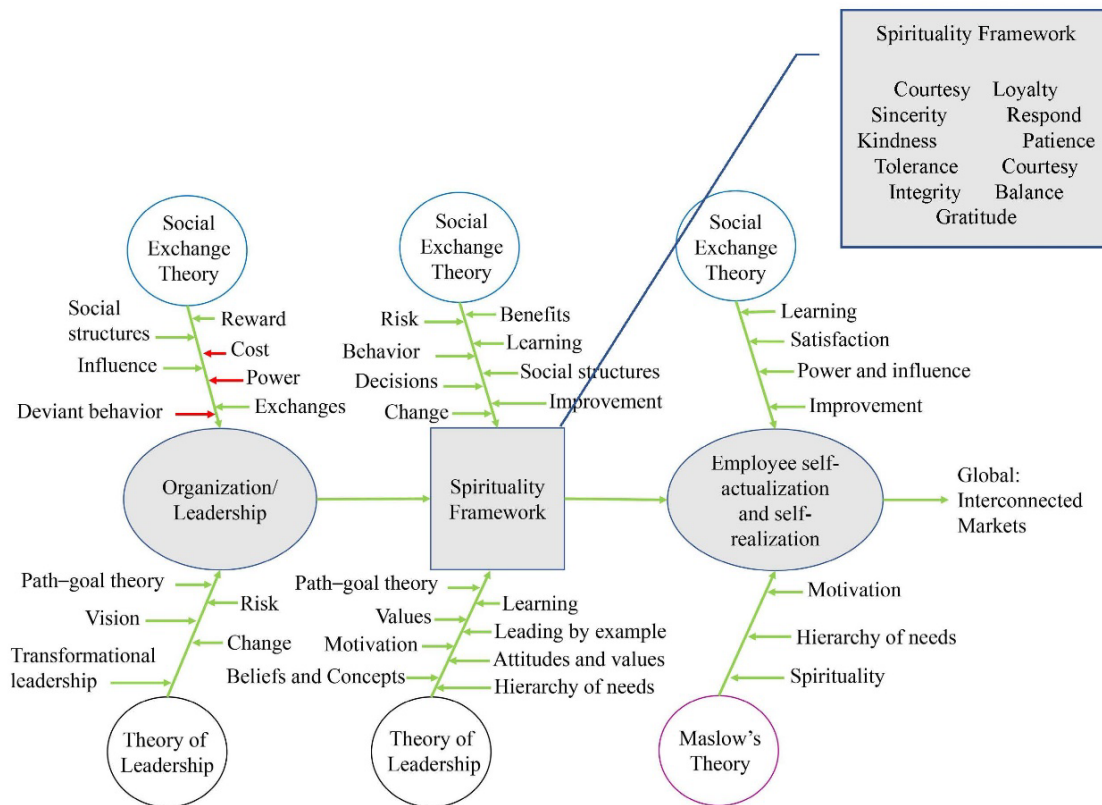 Spirituality Framework
Courtesy Loyalty
Sincerity Respond
Kindness Patience
Tolerance Courtesy
Integrity Balance
Gratitude
Social
Exchange
Theory
Social
Exchange
Theory
Social
Exchange
Theory
Social
structures
Influence
Deviant behavior
Reward
Cost
Power
Exchanges
Risk
Behavior
Decisions
Change
Benefits
Learning
Social structures
Improvement
Learning
Satisfaction
Power and influence
Improvement
Organization/
Leadership
Spirituality
Framework
Employee self-
actualization
and self-
realization
Global:
Interconnected
Markets
Path–goal theory
Vision
Transformational
leadership
Risk
Change
Path–goal theory
Values
Motivation
Beliefs and Concepts
Learning
Leading by example
Attitudes and values
Hierarchy of needs
Motivation
Hierarchy of needs
Spirituality
Theory of
Leadership
Theory of
Leadership
Maslow's
Theory